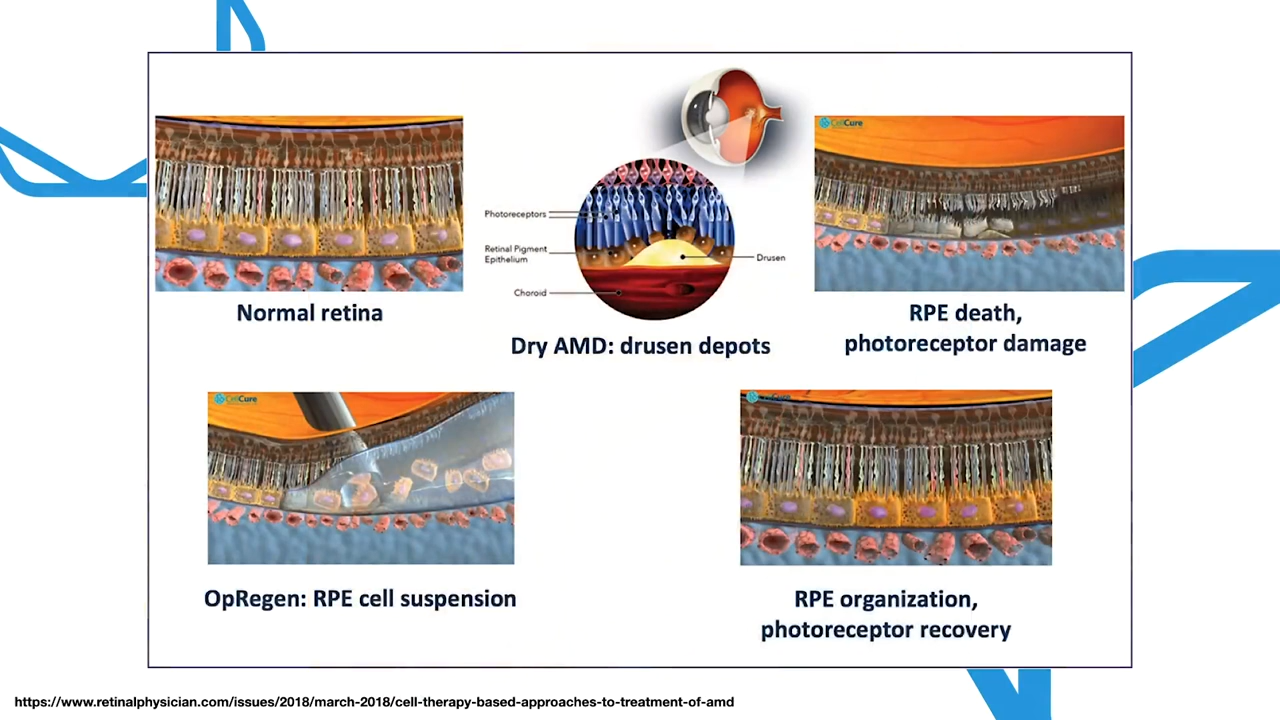 Normal retina
Photoreceptors
Retinal Pigment
Epithelium
Choroid
Drusen
Dry AMD: drusen depots
CellCure
RPE death,
photoreceptor damage
CellCure
OpRegen: RPE cell suspension
CellCure
RPE organization,
photoreceptor recovery
https://www.retinalphysician.com/issues/2018/march-2018/cell-therapy-based-approaches-to-treatment-of-amd